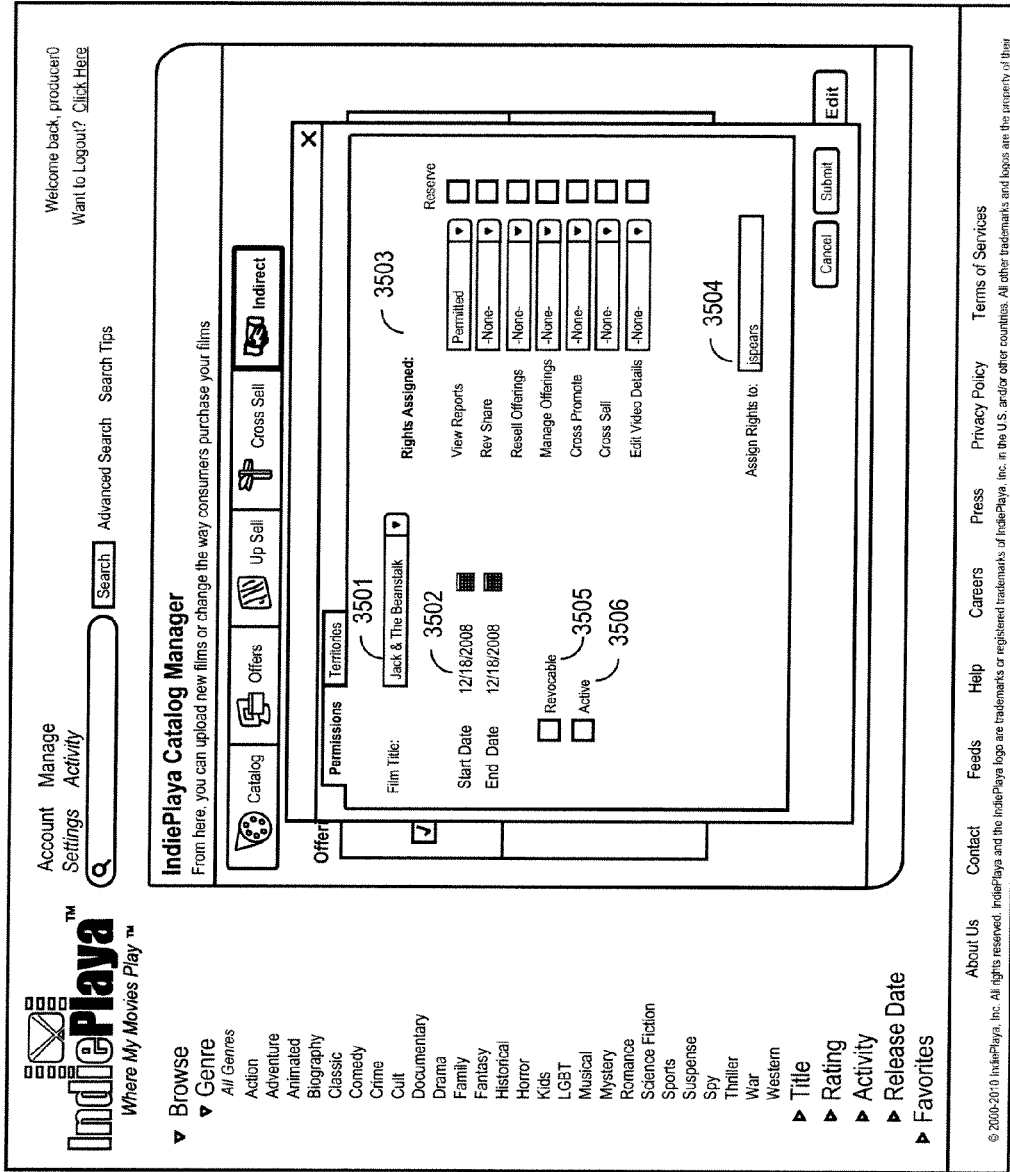 IndiePlaya ™
Where My Movies Play ™
Account Manage
Settings Activity
Search Advanced Search Search Tips
Welcome back, producer0
Want to Logout? Click Here
Browse
Genre
All Genres
Action
Adventure
Animated
Biography
Classic
Comedy
Crime
Cult
Documentary
Drama
Family
Fantasy
Historical
Horror
Kids
LGBT
Musical
Mystery
Romance
Science Fiction
Sports
Suspense
Spy
Thriller
War
Western
Title
Rating
Activity
Release Date
Favorites
IndiePlaya Catalog Manager
From here, you can upload new films or change the way consumers purchase your films
Catalog Offers Up Sell Cross Sell Indirect
Offeri
X
Permissions Territories
Film Title: Jack & The Beanstalk 3501
3502
Start Date 12/18/2008
End Date 12/18/2008
Revocable 3505
Active 3506
Rights Assigned: 3503
Reserve
View Reports Permitted
Rev Snare -None-
Resell Offerings -None-
Manage Offerings -None-
Cross Promote -None-
Cross Sell -None-
Edit Video Details -None-
3504
Assign Rights to: jspears
Cancel Submit
Edit
About Us Contact Feeds Help Careers Press Privacy Policy Terms of Services
© 2000-2010 IndiePlaya, Inc. All rights reserved. IndiePlaya and the IndiePlaya logo are trademarks or registered trademarks of IndiePlaya, Inc. in the U.S. and/or other countries. All other trademarks and logos are the property of their